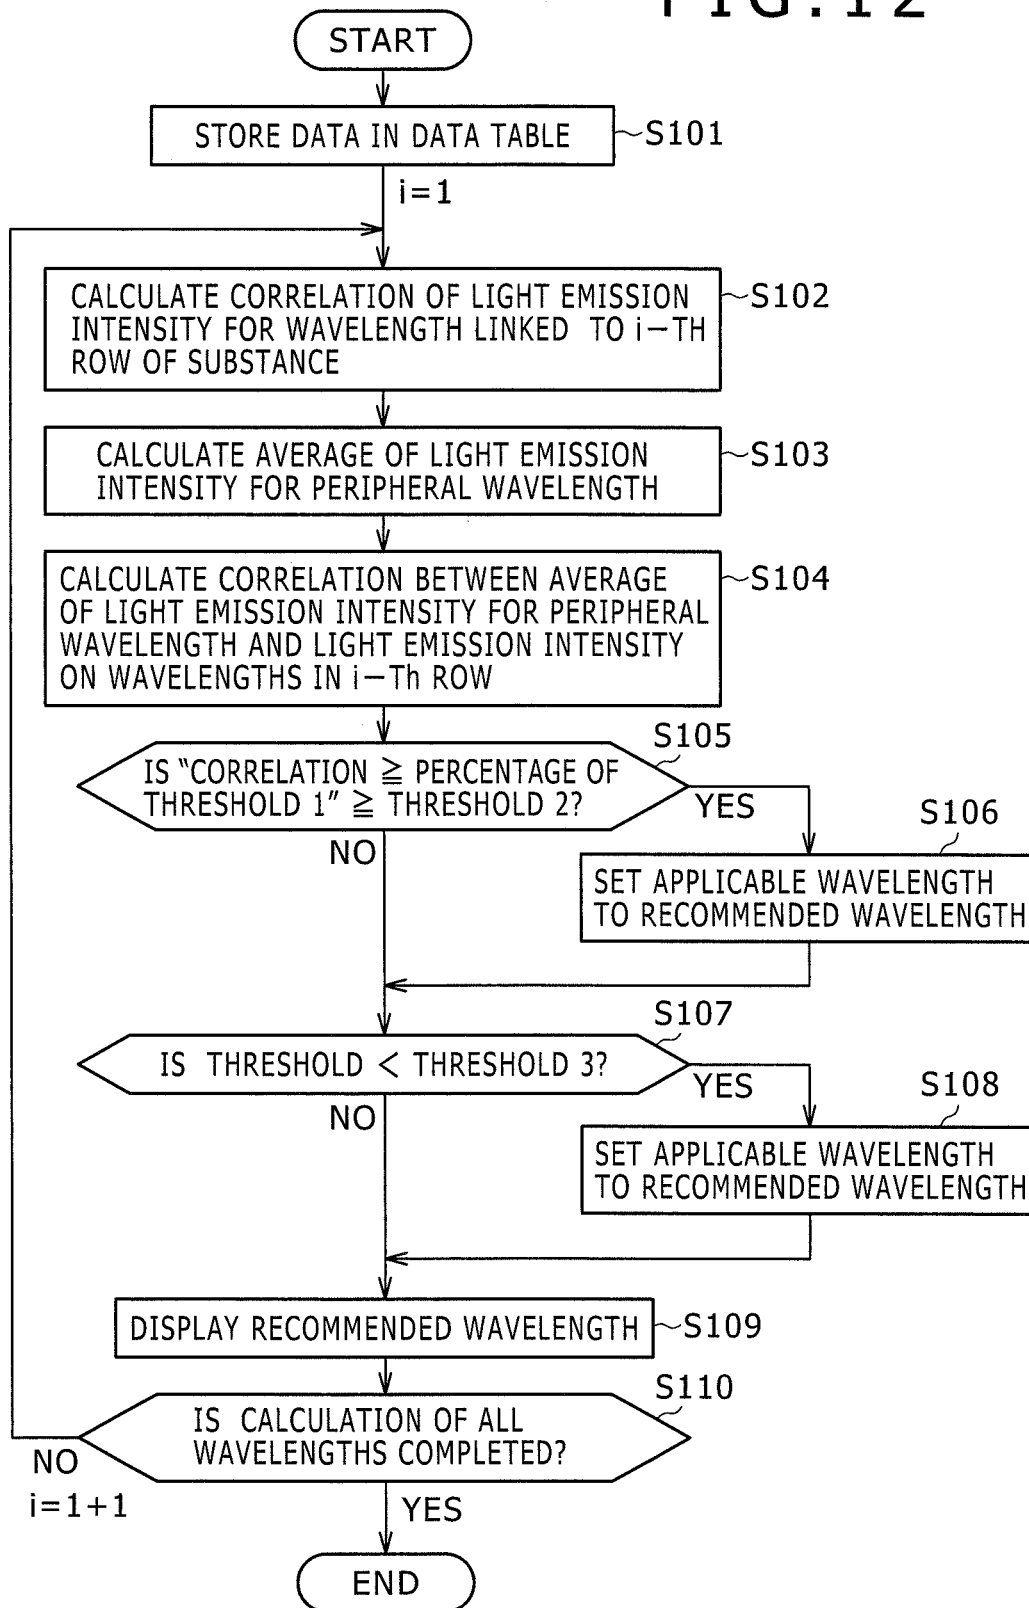 FIG.12
START
STORE DATA IN DATA TABLE
S101
i=1
CALCULATE CORRELATION OF LIGHT EMISSION
INTENSITY FOR WAVELENGTH LINKED TO i-TH
ROW OF SUBSTANCE
S102
CALCULATE AVERAGE OF LIGHT EMISSION
INTENSITY FOR PERIPHERAL WAVELENGTH
S103
CALCULATE CORRELATION BETWEEN AVERAGE
OF LIGHT EMISSION INTENSITY FOR PERIPHERAL
WAVELENGTH AND LIGHT EMISSION INTENSITY
ON WAVELENGTHS IN i-Th ROW
S104
S105
IS "CORRELATION ≧ PERCENTAGE OF
THRESHOLD 1" ≧ THRESHOLD 2?
YES
NO
S106
SET APPLICABLE WAVELENGTH
TO RECOMMENDED WAVELENGTH
S107
IS THRESHOLD < THRESHOLD 3?
YES
NO
S108
SET APPLICABLE WAVELENGTH
TO RECOMMENDED WAVELENGTH
DISPLAY RECOMMENDED WAVELENGTH
S109
S110
IS CALCULATION OF ALL
WAVELENGTHS COMPLETED?
NO
i=1+1
YES
END